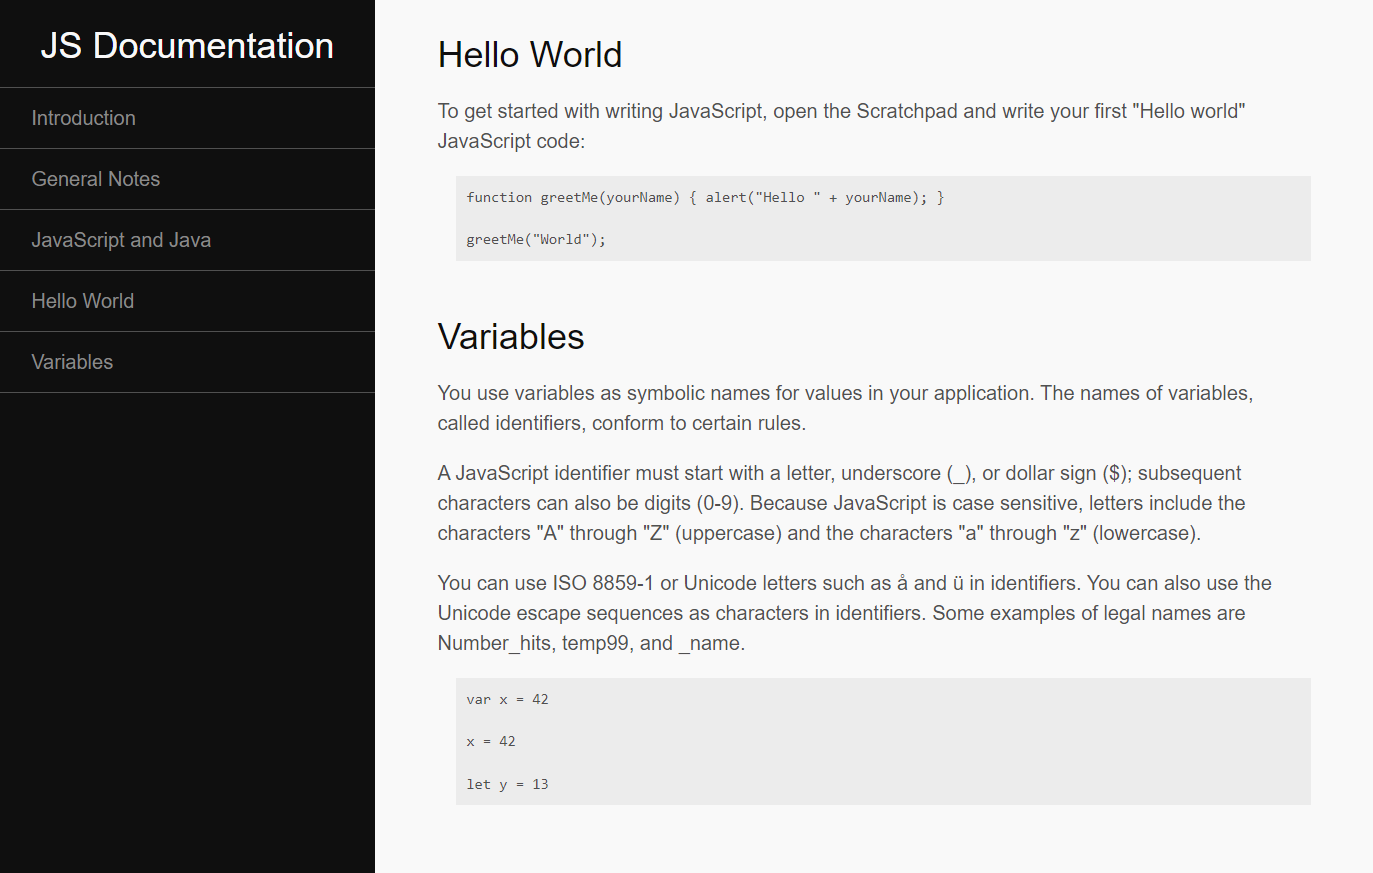 JS Documentation
Introduction
General Notes
JavaScript and Java
Hello World
Variables
Hello World
To get started with writing JavaScript, open the Scratchpad and write your first "Hello world"
JavaScript code:
function greetMe(yourName) { alert("Hello " + yourName); }
greetMe("World");
Variables
You use variables as symbolic names for values in your application. The names of variables,
called identifiers, conform to certain rules.
A JavaScript identifier must start with a letter, underscore (_), or dollar sign ($); subsequent
characters can also be digits (0-9). Because JavaScript is case sensitive, letters include the
characters "A" through "Z" (uppercase) and the characters "a" through "z" (lowercase).
You can use ISO 8859-1 or Unicode letters such as å and ü in identifiers. You can also use the
Unicode escape sequences as characters in identifiers. Some examples of legal names are
Number_hits, temp99, and _name.
var x = 42
x = 42
let y = 13